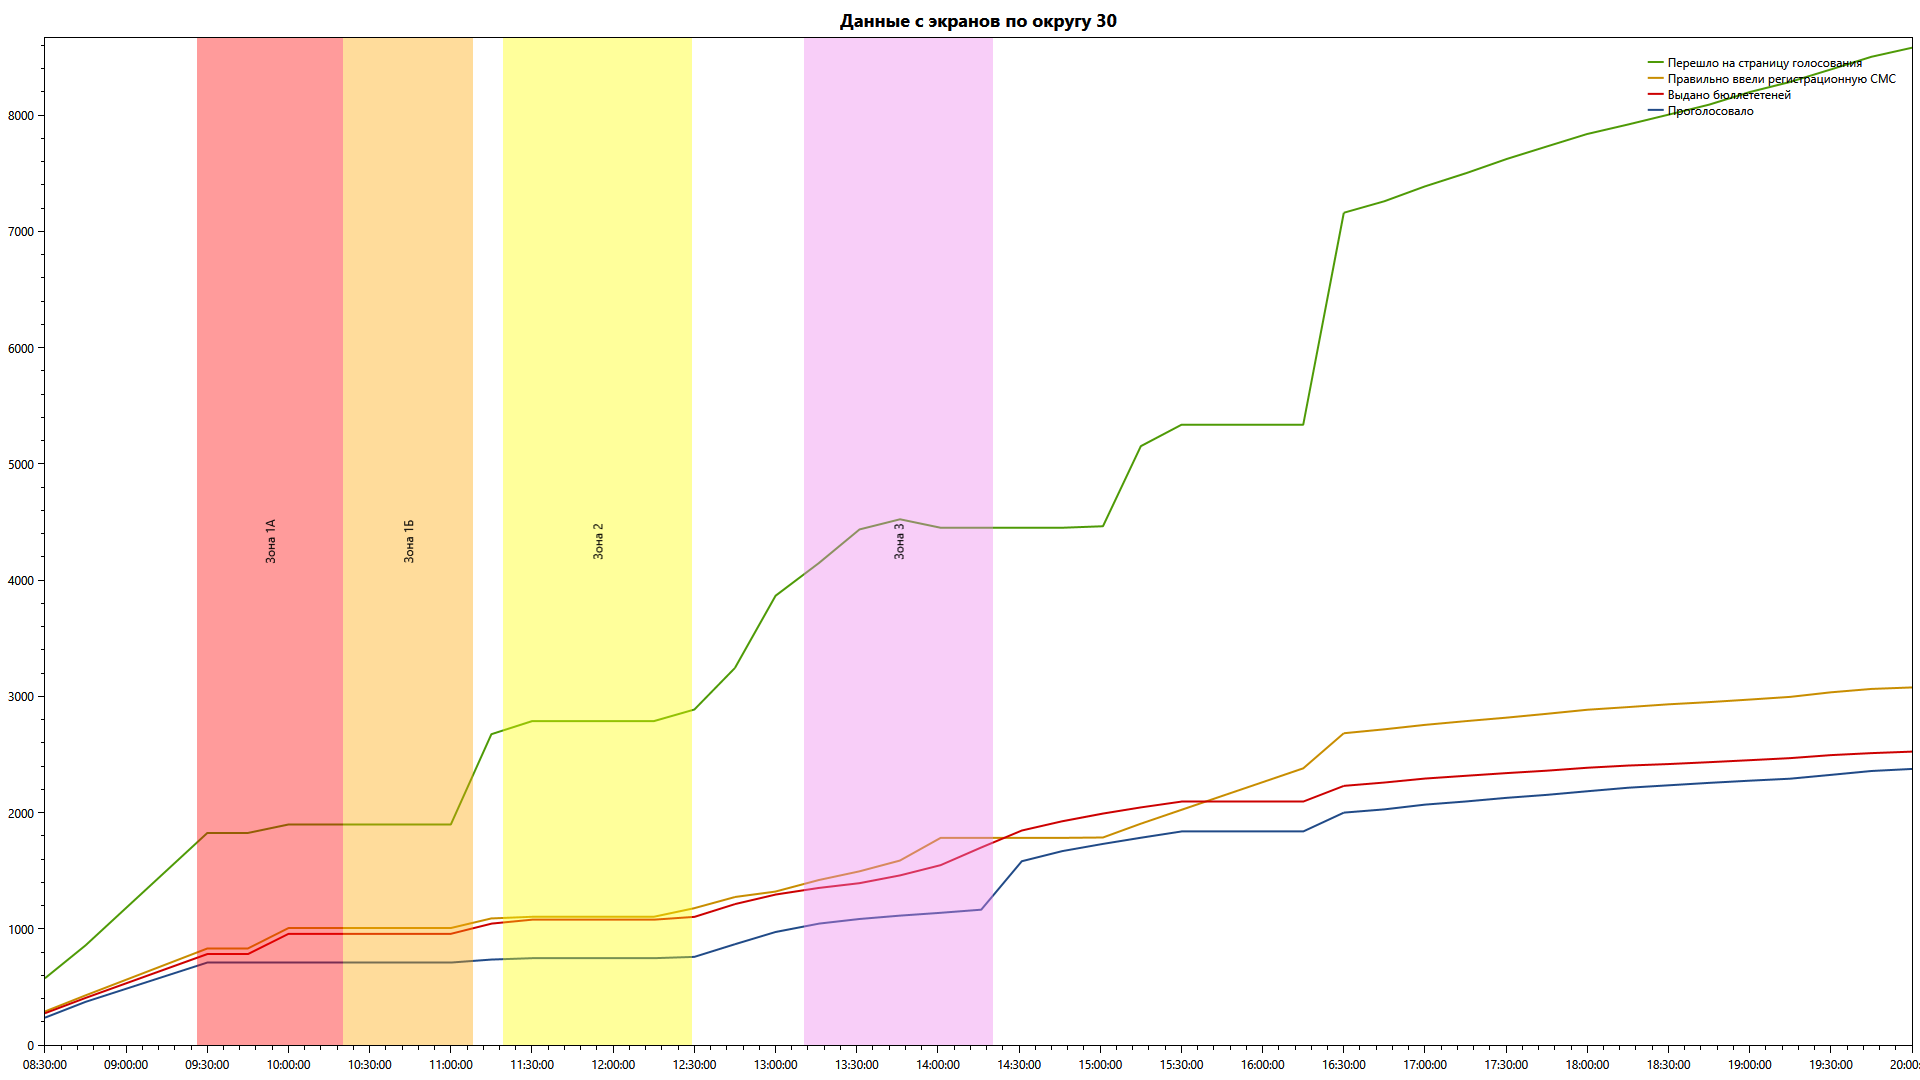 Данные с экранов по округу 30
Перешло на страницу голосования
Правильно ввели регистрационную СМС
Выдано бюллететеней
Проголосовало
8000
7000
6000
5000
4000
3000
2000
1000
0
Зона 1А
Зона 1Б
Зона 2
Зона 3
08:30:00 09:00:00 09:30:00 10:00:00 10:30:00 11:00:00 11:30:00 12:00:00 12:30:00 13:00:00 13:30:00 14:00:00 14:30:00 15:00:00 15:30:00 16:00:00 16:30:00 17:00:00 17:30:00 18:00:00 18:30:00 19:00:00 19:30:00 20:00: